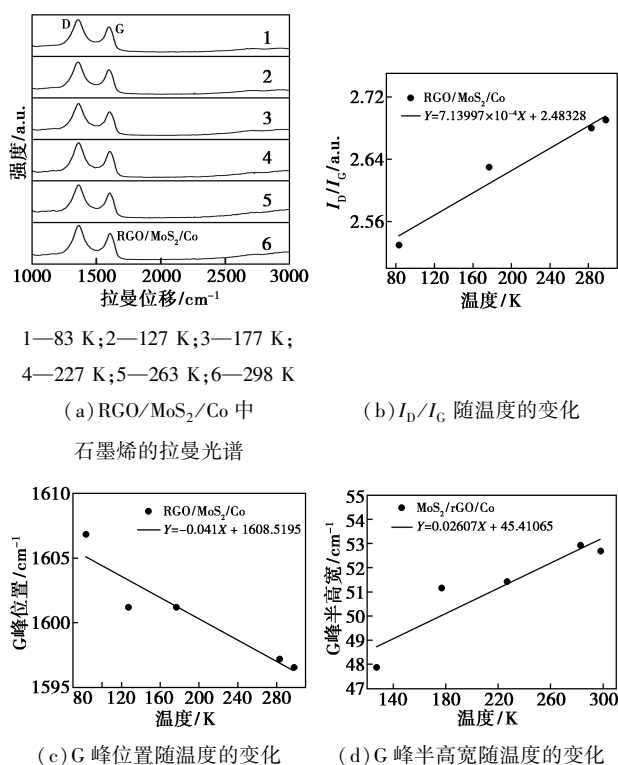 D
G
1
2
3
4
5
RGO/MoS₂/Co
6
强度/a.u.
1000 1500 2000 2500 3000
拉曼位移/cm⁻¹
1—83 K;2—127 K;3—177 K;
4—227 K;5—263 K;6—298 K
(a)RGO/MoS₂/Co 中
石墨烯的拉曼光谱
RGO/MoS₂/Co
Y=7.13997×10⁻⁴X + 2.48328
2.72
2.64
2.56
I_D/I_G/a.u.
80 120 160 200 240 280
温度/K
(b)I_D/I_G 随温度的变化
RGO/MoS₂/Co
Y=-0.041X + 1608.5195
1610
1605
1600
1595
G峰位置/cm⁻¹
80 120 160 200 240 280
温度/K
(c)G 峰位置随温度的变化
MoS₂/rGO/Co
Y=0.02607X + 45.41065
55
54
53
52
51
50
49
48
47
G峰半高宽/cm⁻¹
140 180 220 260 300
温度/K
(d)G 峰半高宽随温度的变化